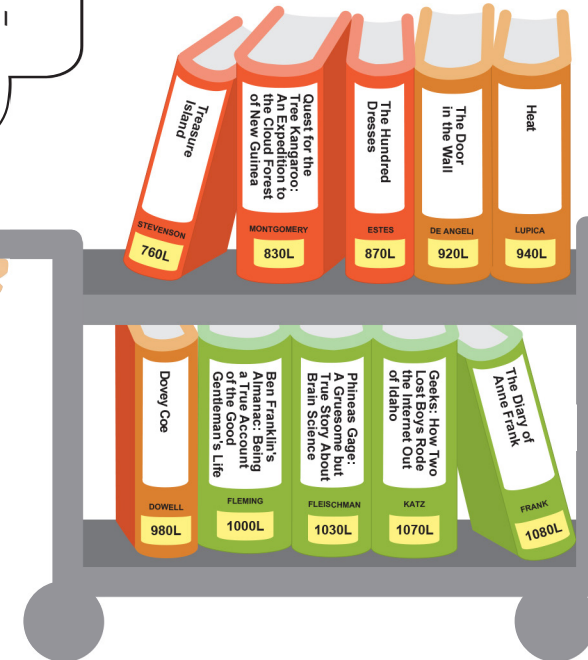 I
Treasure
Island
STEVENSON
760L
Quest for the
Tree Kangaroo:
An Expedition to
the Cloud Forest
of New Guinea
MONTGOMERY
830L
The Hundred
Dresses
ESTES
870L
The Door
in the Wall
DE ANGELI
920L
Heat
LUPICA
940L
Dovey Coe
DOWELL
980L
Ben Franklin's
Almanac: Being
a True Account
of the Good
Gentleman's Life
FLEMING
1000L
Phineas Gage:
A Gruesome but
True Story About
Brain Science
FLEISCHMAN
1030L
Geeks: How Two
Lost Boys Rode
the Internet Out
of Idaho
KATZ
1070L
The Diary of
Anne Frank
FRANK
1080L